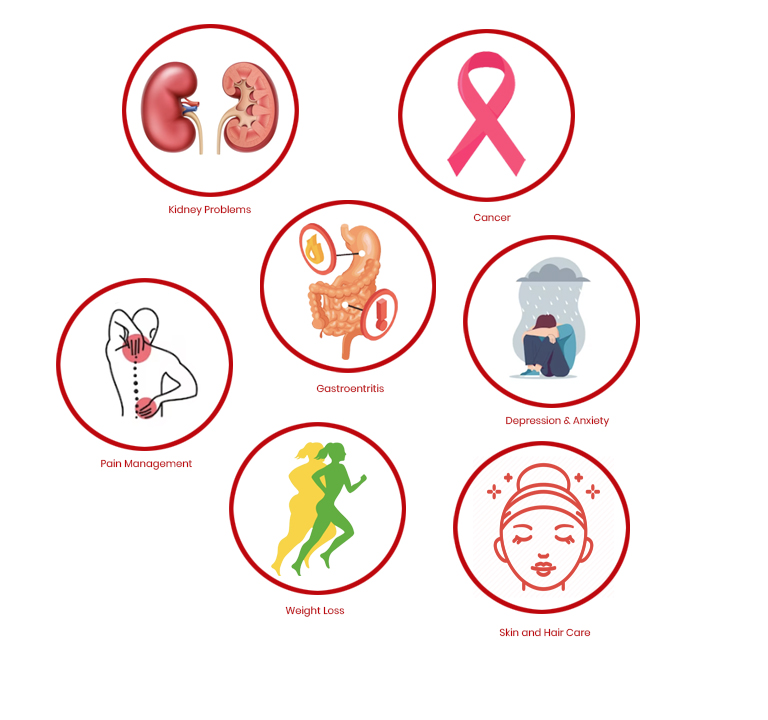 Kidney Problems
Cancer
Gastroentritis
Depression & Anxiety
Pain Management
Weight Loss
Skin and Hair Care